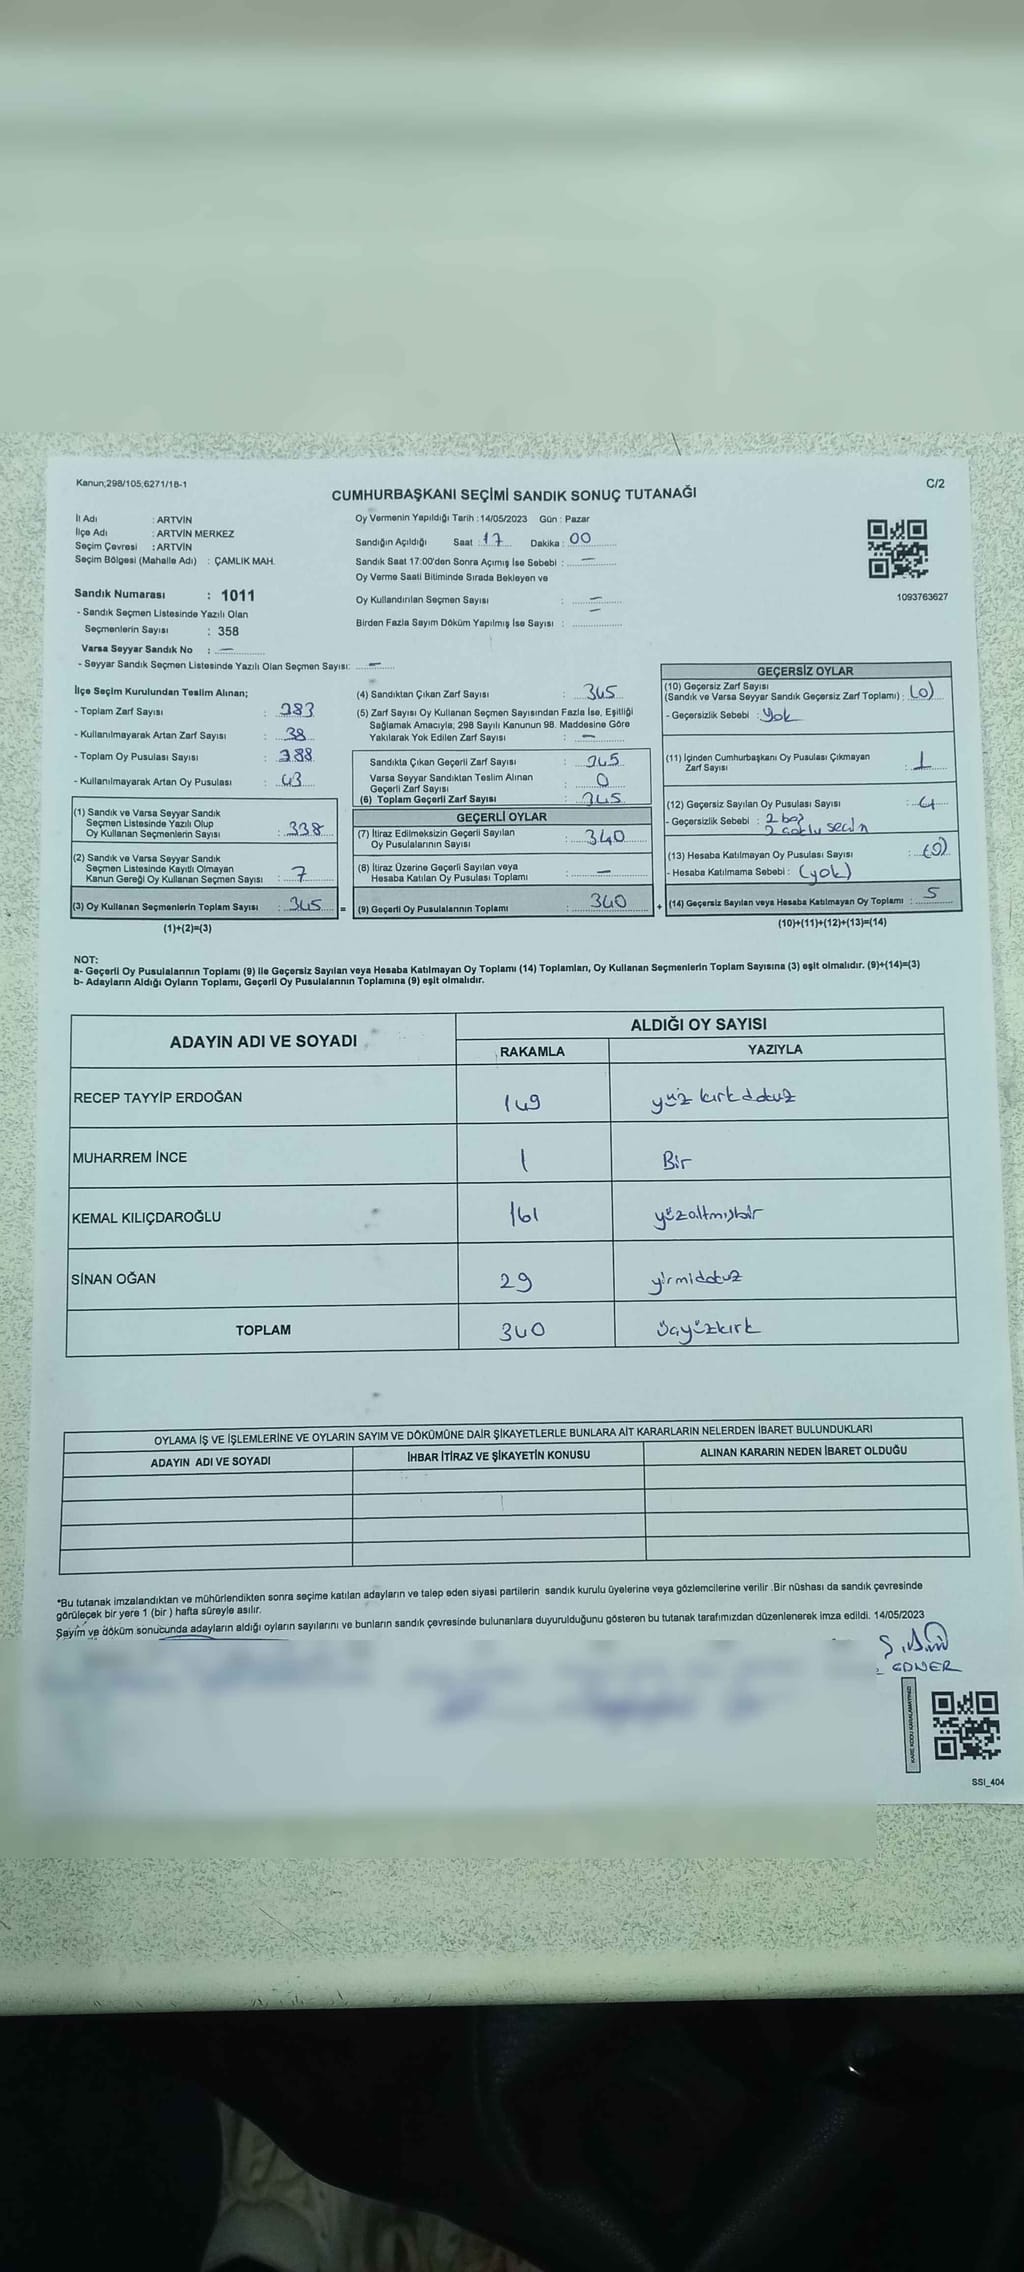 Kanun;298/105;6271/18-1
C/2
CUMHURBAŞKANI SEÇİMİ SANDIK SONUÇ TUTANAĞI
İl Adı : ARTVİN
İlçe Adı : ARTVİN MERKEZ
Seçim Çevresi : ARTVİN
Seçim Bölgesi (Mahalle Adı) : ÇAMLIK MAH.
Sandık Numarası : 1011
- Sandık Seçmen Listesinde Yazılı Olan
Seçmenlerin Sayısı : 358
Varsa Seyyar Sandık No : —
- Seyyar Sandık Seçmen Listesinde Yazılı Olan Seçmen Sayısı: —
Oy Vermenin Yapıldığı Tarih : 14/05/2023 Gün : Pazar
Sandığın Açıldığı Saat : 17 Dakika : 00
Sandık Saat 17:00'den Sonra Açımış İse Sebebi : —
Oy Verme Saati Bitiminde Sırada Bekleyen ve
Oy Kullandırılan Seçmen Sayısı : —
Birden Fazla Sayım Döküm Yapılmış İse Sayısı : —
1093763627
İlçe Seçim Kurulundan Teslim Alınan;
- Toplam Zarf Sayısı : 383
- Kullanılmayarak Artan Zarf Sayısı : 38
- Toplam Oy Pusulası Sayısı : 388
- Kullanılmayarak Artan Oy Pusulası : 43
(1) Sandık ve Varsa Seyyar Sandık
Seçmen Listesinde Yazılı Olup
Oy Kullanan Seçmenlerin Sayısı : 338
(2) Sandık ve Varsa Seyyar Sandık
Seçmen Listesinde Kayıtlı Olmayan
Kanun Gereği Oy Kullanan Seçmen Sayısı : 7
(3) Oy Kullanan Seçmenlerin Toplam Sayısı : 345 =
(1)+(2)=(3)
(4) Sandıktan Çıkan Zarf Sayısı : 345
(5) Zarf Sayısı Oy Kullanan Seçmen Sayısından Fazla İse, Eşitliği
Sağlamak Amacıyla; 298 Sayılı Kanunun 98. Maddesine Göre
Yakılarak Yok Edilen Zarf Sayısı : —
Sandıkta Çıkan Geçerli Zarf Sayısı : 345
Varsa Seyyar Sandıktan Teslim Alınan
Geçerli Zarf Sayısı : 0
(6) Toplam Geçerli Zarf Sayısı : 345
GEÇERLİ OYLAR
(7) İtiraz Edilmeksizin Geçerli Sayılan
Oy Pusulalarının Sayısı : 340
(8) İtiraz Üzerine Geçerli Sayılan veya
Hesaba Katılan Oy Pusulası Toplamı : —
(9) Geçerli Oy Pusulalarının Toplamı : 340 +
GEÇERSİZ OYLAR
(10) Geçersiz Zarf Sayısı
(Sandık ve Varsa Seyyar Sandık Geçersiz Zarf Toplamı) : (0)
- Geçersizlik Sebebi : Yok
(11) İçinden Cumhurbaşkanı Oy Pusulası Çıkmayan
Zarf Sayısı : 1
(12) Geçersiz Sayılan Oy Pusulası Sayısı : 4
- Geçersizlik Sebebi : 2 boş
2 çoklu seçim
(13) Hesaba Katılmayan Oy Pusulası Sayısı : (0)
- Hesaba Katılmama Sebebi : (yok)
(14) Geçersiz Sayılan veya Hesaba Katılmayan Oy Toplamı : 5
(10)+(11)+(12)+(13)=(14)
NOT:
a- Geçerli Oy Pusulalarının Toplamı (9) ile Geçersiz Sayılan veya Hesaba Katılmayan Oy Toplamı (14) Toplamları, Oy Kullanan Seçmenlerin Toplam Sayısına (3) eşit olmalıdır. (9)+(14)=(3)
b- Adayların Aldığı Oyların Toplamı, Geçerli Oy Pusulalarının Toplamına (9) eşit olmalıdır.
ADAYIN ADI VE SOYADI
ALDIĞI OY SAYISI
RAKAMLA YAZIYLA
RECEP TAYYİP ERDOĞAN 149 yüz kırk dokuz
MUHARREM İNCE 1 Bir
KEMAL KILIÇDAROĞLU 161 yüzaltmışbir
SİNAN OĞAN 29 yirmidokuz
TOPLAM 340 üçyüzkırk
OYLAMA İŞ VE İŞLEMLERİNE VE OYLARIN SAYIM VE DÖKÜMÜNE DAİR ŞİKAYETLERLE BUNLARA AİT KARARLARIN NELERDEN İBARET BULUNDUKLARI
ADAYIN ADI VE SOYADI İHBAR İTİRAZ VE ŞİKAYETİN KONUSU ALINAN KARARIN NEDEN İBARET OLDUĞU
*Bu tutanak imzalandıktan ve mühürlendikten sonra seçime katılan adayların ve talep eden siyasi partilerin sandık kurulu üyelerine veya gözlemcilerine verilir .Bir nüshası da sandık çevresinde
görülecek bir yere 1 (bir ) hafta süreyle asılır.
Sayım ve döküm sonucunda adayların aldığı oyların sayılarını ve bunların sandık çevresinde bulunanlara duyurulduğunu gösteren bu tutanak tarafımızdan düzenlenerek imza edildi. 14/05/2023
KARE KODU KARALAMAYINIZ!
SSI_404